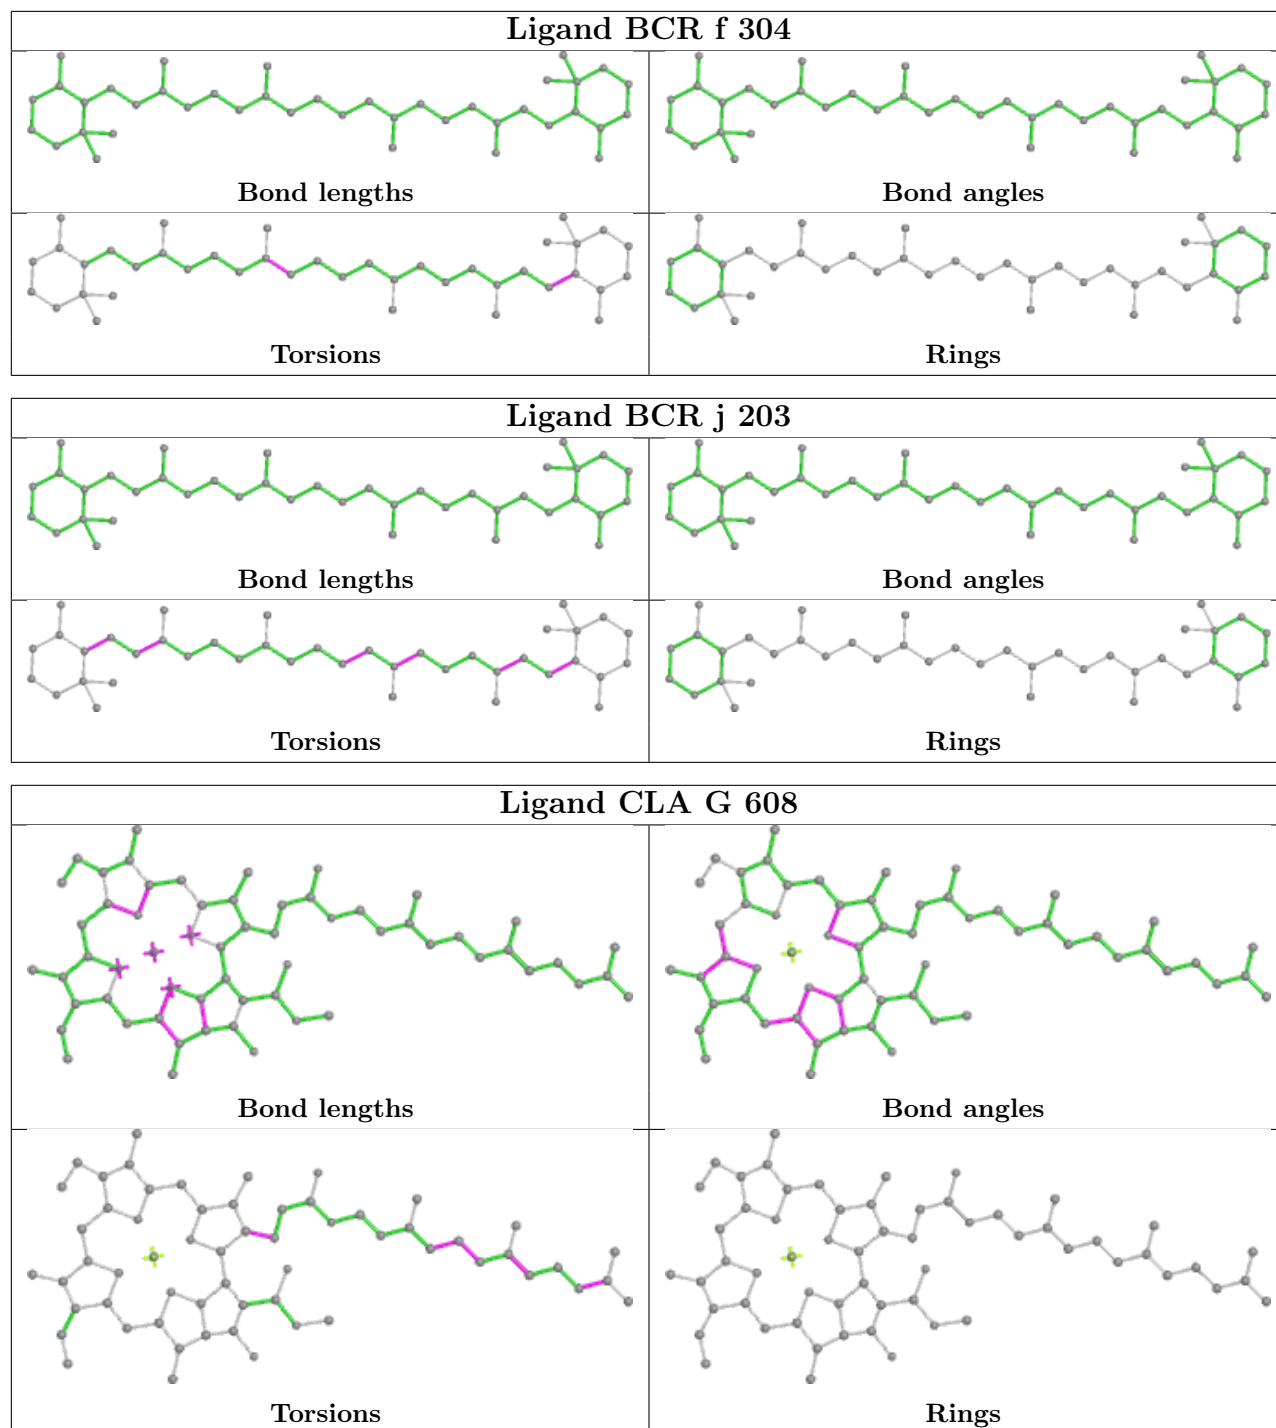 Ligand BCR f 304
Bond lengths
Bond angles
Torsions
Rings
Ligand BCR j 203
Bond lengths
Bond angles
Torsions
Rings
Ligand CLA G 608
Bond lengths
Bond angles
Torsions
Rings